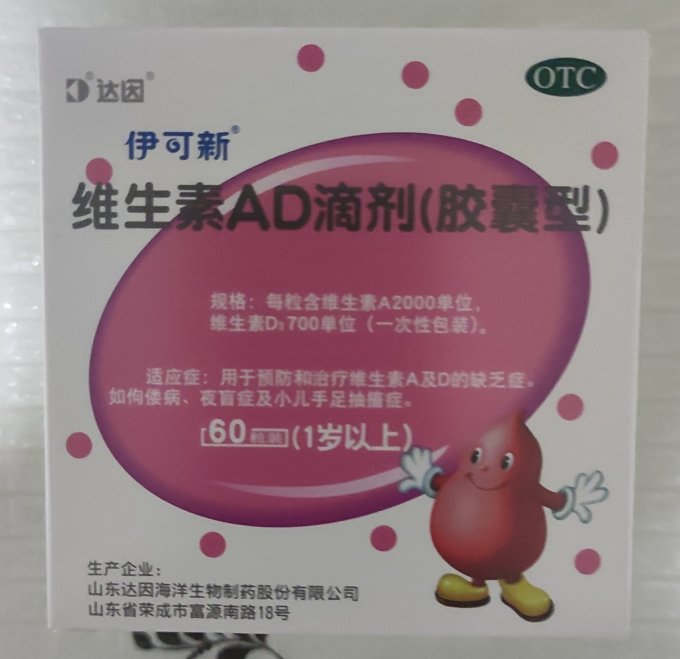 达因®
OTC
伊可新®
维生素AD滴剂(胶囊型)
规格：每粒含维生素A2000单位，
维生素D₃700单位（一次性包装）。
适应症：用于预防和治疗维生素A及D的缺乏症。
如佝偻病、夜盲症及小儿手足抽搐症。
60粒装(1岁以上)
生产企业：
山东达因海洋生物制药股份有限公司
山东省荣成市富源南路18号